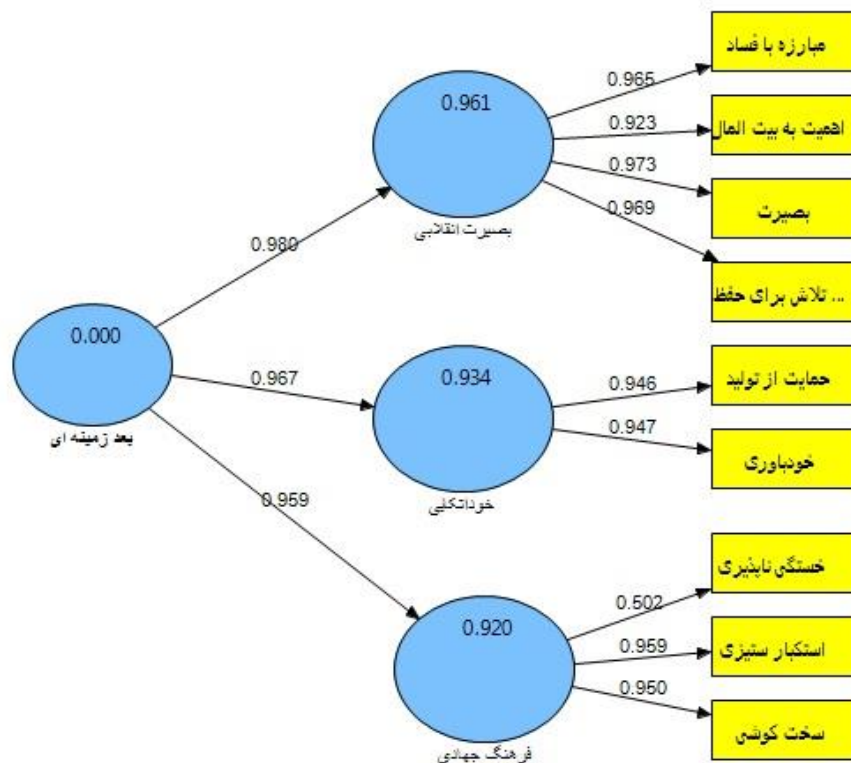 0.000
بعد زمینه ای
0.980
0.967
0.959
0.961
بصیرت انقلابی
0.965
0.923
0.973
0.969
مبارزه با فساد
اهمیت به بیت المال
بصیرت
تلاش برای حفظ ...
0.934
خوداتکایی
0.946
0.947
حمایت از تولید
خودباوری
0.920
فرهنگ جهادی
0.502
0.959
0.950
خستگی ناپذیری
استکبار ستیزی
سخت کوشی